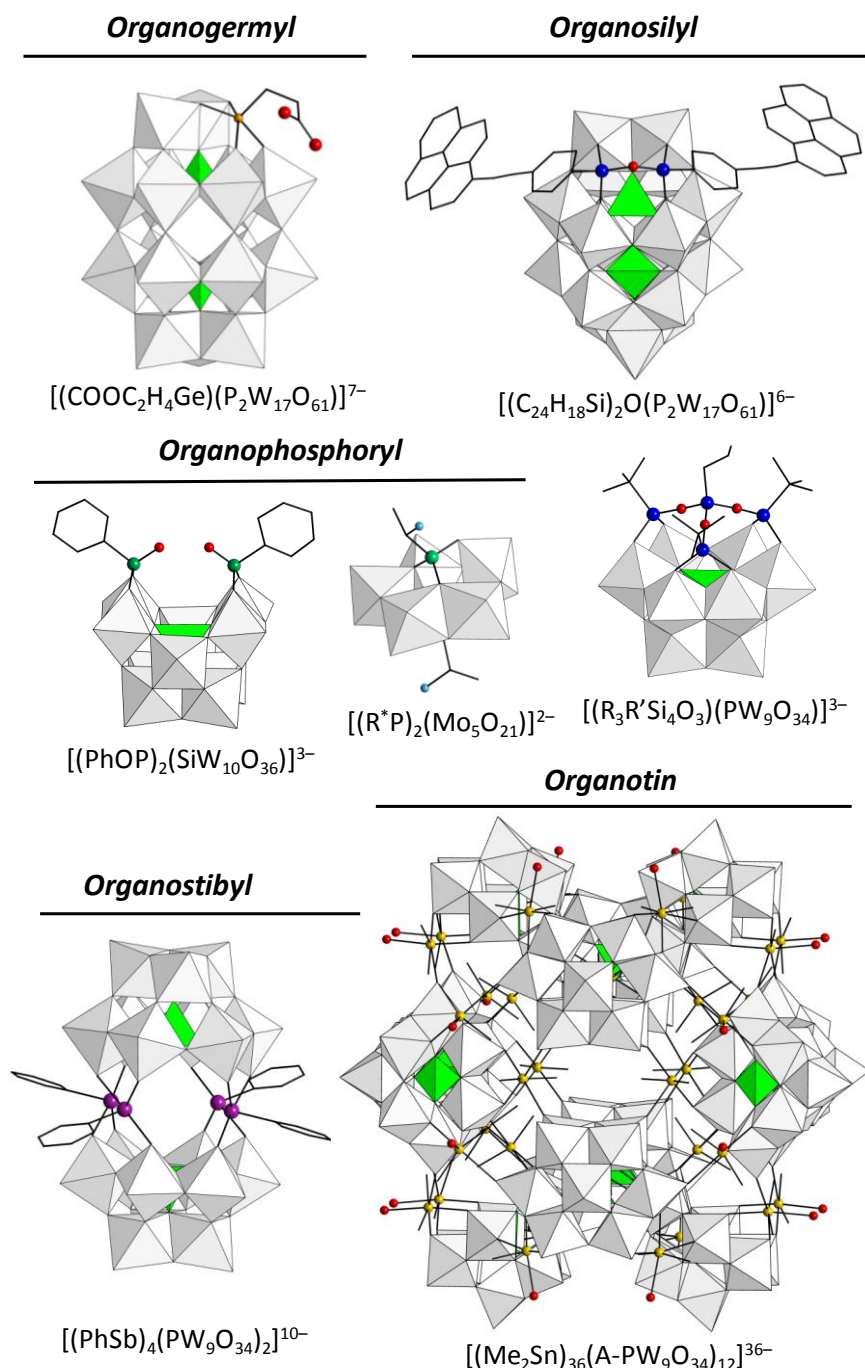 Organogermyl
Organosilyl
[(COOC₂H₄Ge)(P₂W₁₇O₆₁)]⁷⁻
[(C₂₄H₁₈Si)₂O(P₂W₁₇O₆₁)]⁶⁻
Organophosphoryl
[(PhOP)₂(SiW₁₀O₃₆)]³⁻
[(R*P)₂(Mo₅O₂₁)]²⁻
[(R₃R’Si₄O₃)(PW₉O₃₄)]³⁻
Organostibyl
Organotin
[(PhSb)₄(PW₉O₃₄)₂]¹⁰⁻
[(Me₂Sn)₃₆(A-PW₉O₃₄)₁₂]³⁶⁻